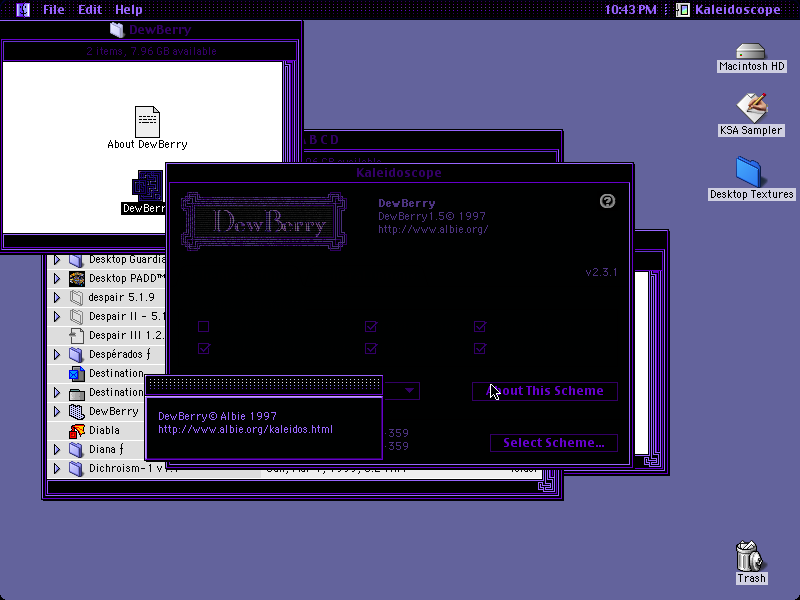 File Edit Help
10:43 PM
Kaleidoscope
DewBerry
2 items, 7.96 GB available
About DewBerry
DewBerr
Macintosh HD
KSA Sampler
Desktop Textures
Trash
A B C D
available
Kaleidoscope
DewBerry
DewBerry
DewBerry1.5© 1997
http://www.albie.org/
v2.3.1
About This Scheme
Select Scheme...
-359
-359
DewBerry© Albie 1997
http://www.albie.org/kaleidos.html
Desktop Guardia
Desktop PADD™
despair 5.1.9
Despair II - 5.1
Despair III 1.2.
Despérados ƒ
Destination
Destination
DewBerry
Diabla
Diana ƒ
Dichroism-1 v1.1